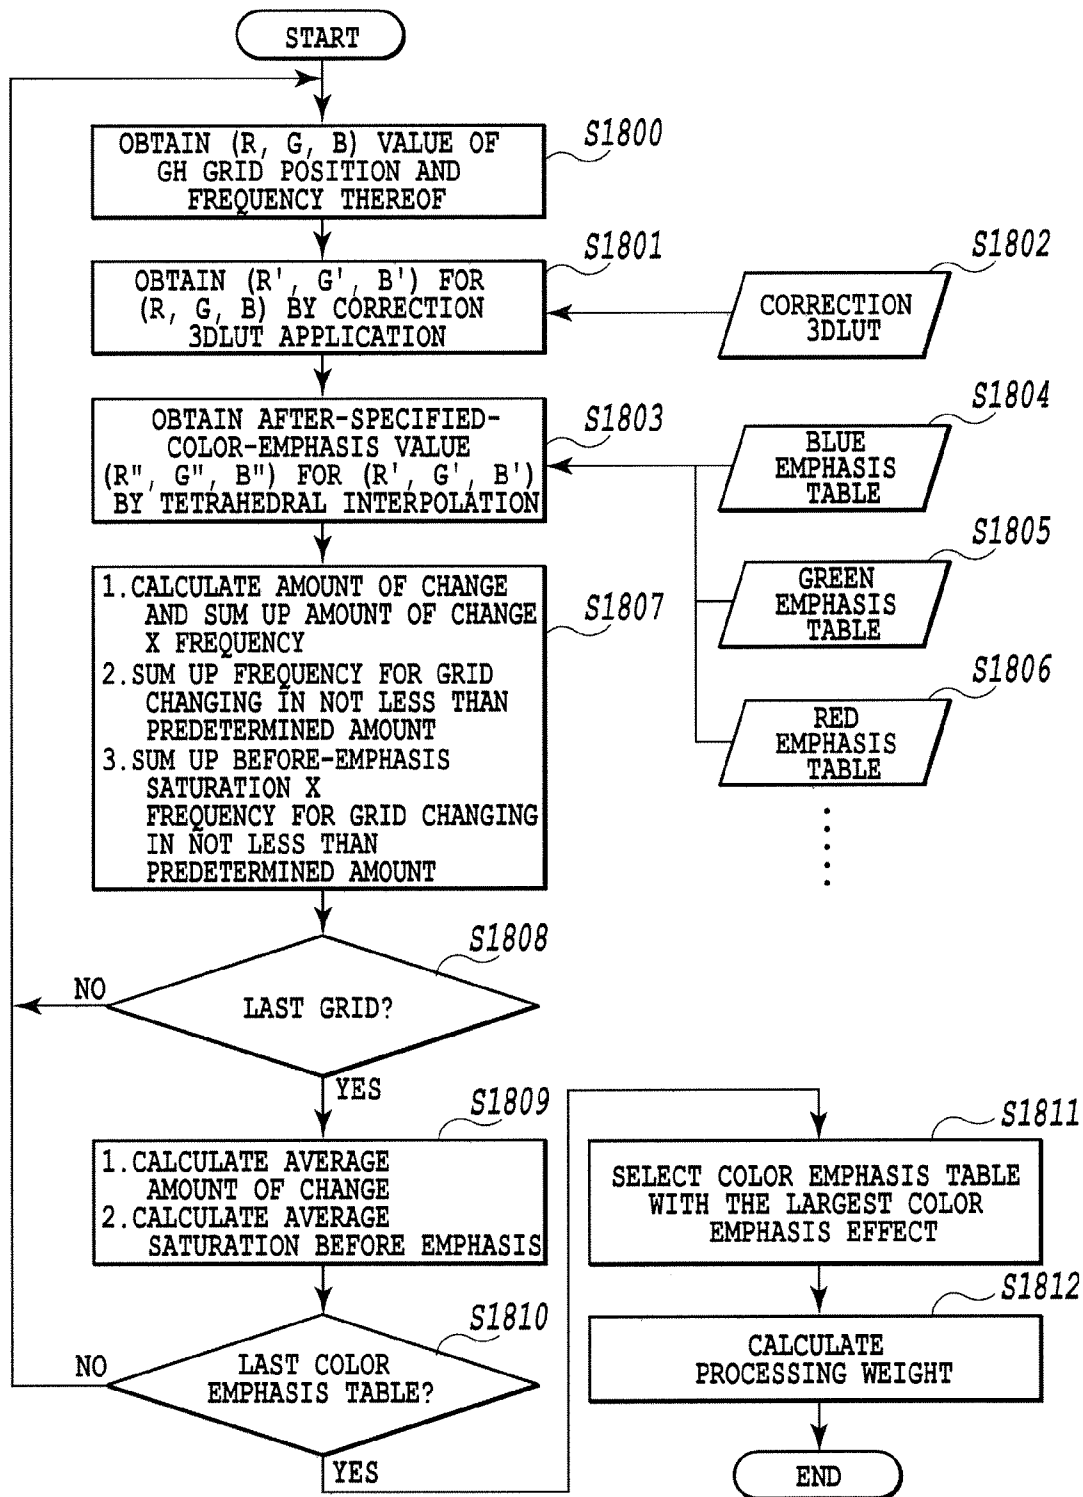 START
OBTAIN (R, G, B) VALUE OF
GH GRID POSITION AND
FREQUENCY THEREOF
S1800
OBTAIN (R', G', B') FOR
(R, G, B) BY CORRECTION
3DLUT APPLICATION
S1801
CORRECTION
3DLUT
S1802
OBTAIN AFTER-SPECIFIED-
COLOR-EMPHASIS VALUE
(R", G", B") FOR (R', G', B')
BY TETRAHEDRAL INTERPOLATION
S1803
BLUE
EMPHASIS
TABLE
S1804
GREEN
EMPHASIS
TABLE
S1805
RED
EMPHASIS
TABLE
S1806
1.CALCULATE AMOUNT OF CHANGE
AND SUM UP AMOUNT OF CHANGE
X FREQUENCY
2.SUM UP FREQUENCY FOR GRID
CHANGING IN NOT LESS THAN
PREDETERMINED AMOUNT
3.SUM UP BEFORE-EMPHASIS
SATURATION X
FREQUENCY FOR GRID CHANGING
IN NOT LESS THAN
PREDETERMINED AMOUNT
S1807
S1808
LAST GRID?
NO
YES
S1809
1.CALCULATE AVERAGE
AMOUNT OF CHANGE
2.CALCULATE AVERAGE
SATURATION BEFORE EMPHASIS
S1810
LAST COLOR
EMPHASIS TABLE?
NO
YES
S1811
SELECT COLOR EMPHASIS TABLE
WITH THE LARGEST COLOR
EMPHASIS EFFECT
S1812
CALCULATE
PROCESSING WEIGHT
END